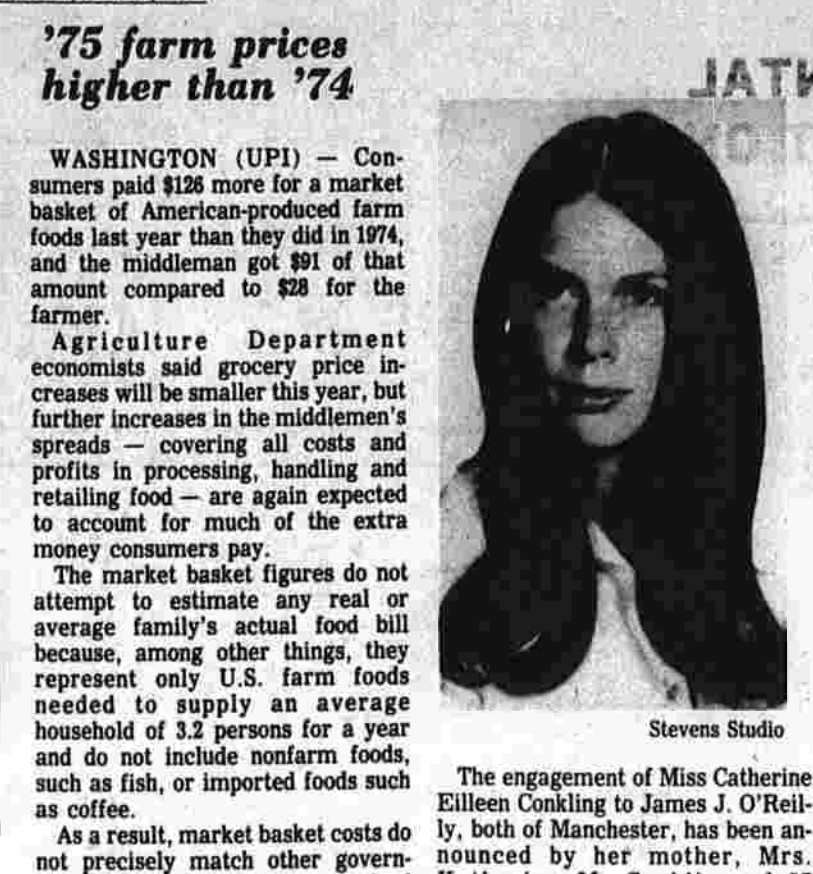 '75 farm prices
higher than '74
WASHINGTON (UPI) — Con-
sumers paid $126 more for a market
basket of American-produced farm
foods last year than they did in 1974,
and the middleman got $91 of that
amount compared to $28 for the
farmer.
Agriculture Department
economists said grocery price in-
creases will be smaller this year, but
further increases in the middlemen's
spreads — covering all costs and
profits in processing, handling and
retailing food — are again expected
to account for much of the extra
money consumers pay.
The market basket figures do not
attempt to estimate any real or
average family's actual food bill
because, among other things, they
represent only U.S. farm foods
needed to supply an average
household of 3.2 persons for a year
and do not include nonfarm foods,
such as fish, or imported foods such
as coffee.
As a result, market basket costs do
not precisely match other govern-
Stevens Studio
The engagement of Miss Catherine
Eilleen Conkling to James J. O'Reil-
ly, both of Manchester, has been an-
nounced by her mother, Mrs.